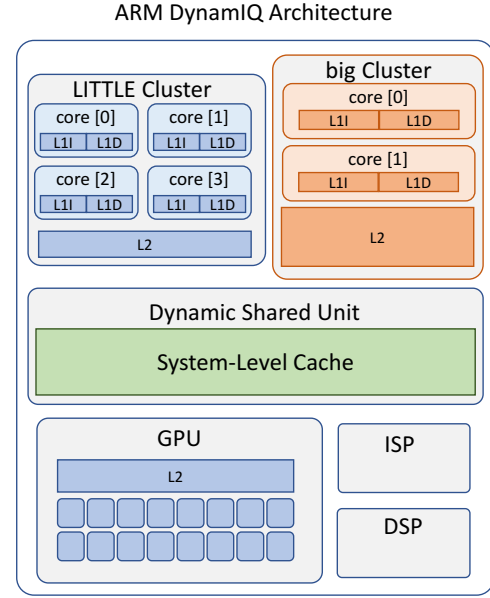 ARM DynamIQ Architecture
LITTLE Cluster
core [0]
L1I L1D
core [1]
L1I L1D
core [2]
L1I L1D
core [3]
L1I L1D
L2
big Cluster
core [0]
L1I L1D
core [1]
L1I L1D
L2
Dynamic Shared Unit
System-Level Cache
GPU
L2
ISP
DSP